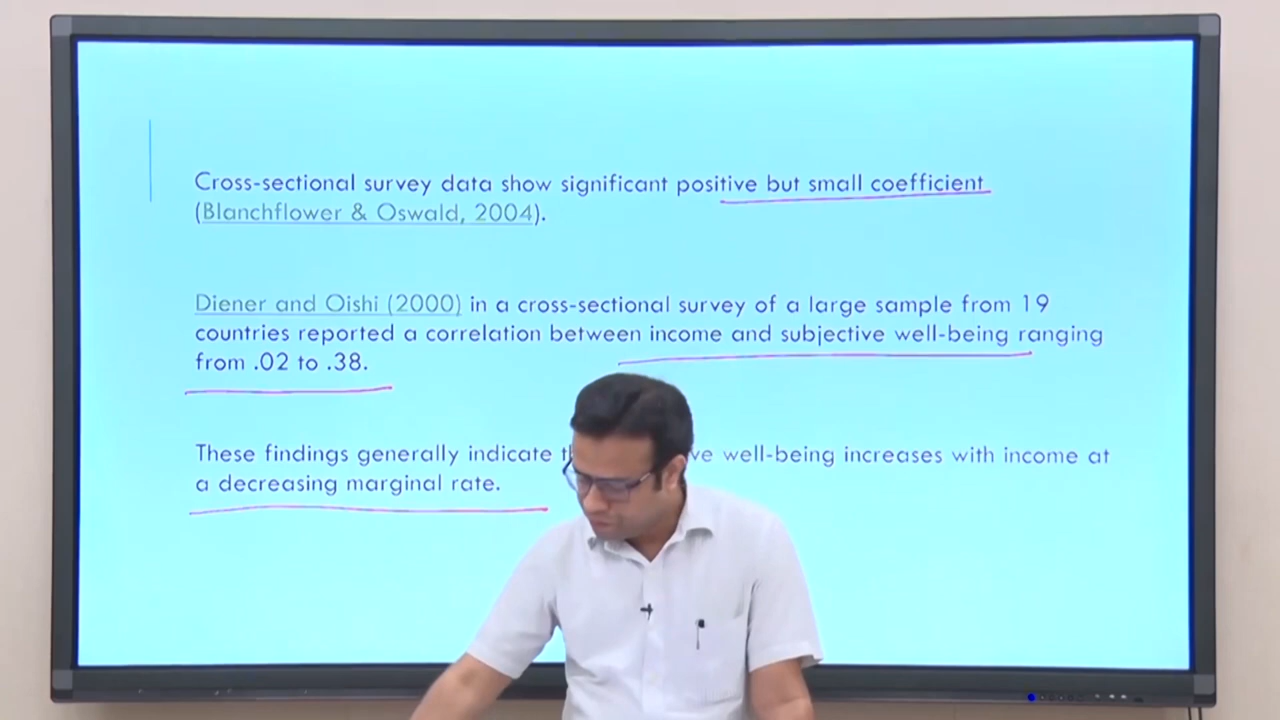 Cross-sectional survey data show significant positive but small coefficient
(Blanchflower & Oswald, 2004).
Diener and Oishi (2000) in a cross-sectional survey of a large sample from 19
countries reported a correlation between income and subjective well-being ranging
from .02 to .38.
These findings generally indicate well-being increases with income at
a decreasing marginal rate.